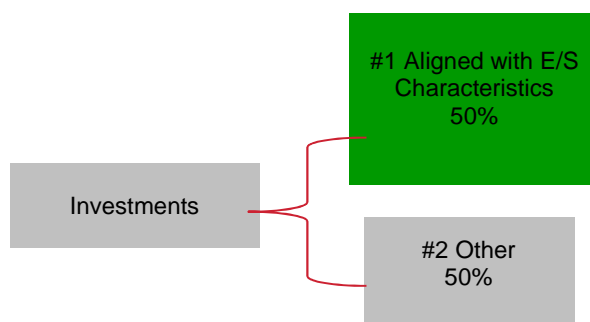 #1 Aligned with E/S
Characteristics
50%
Investments
#2 Other
50%